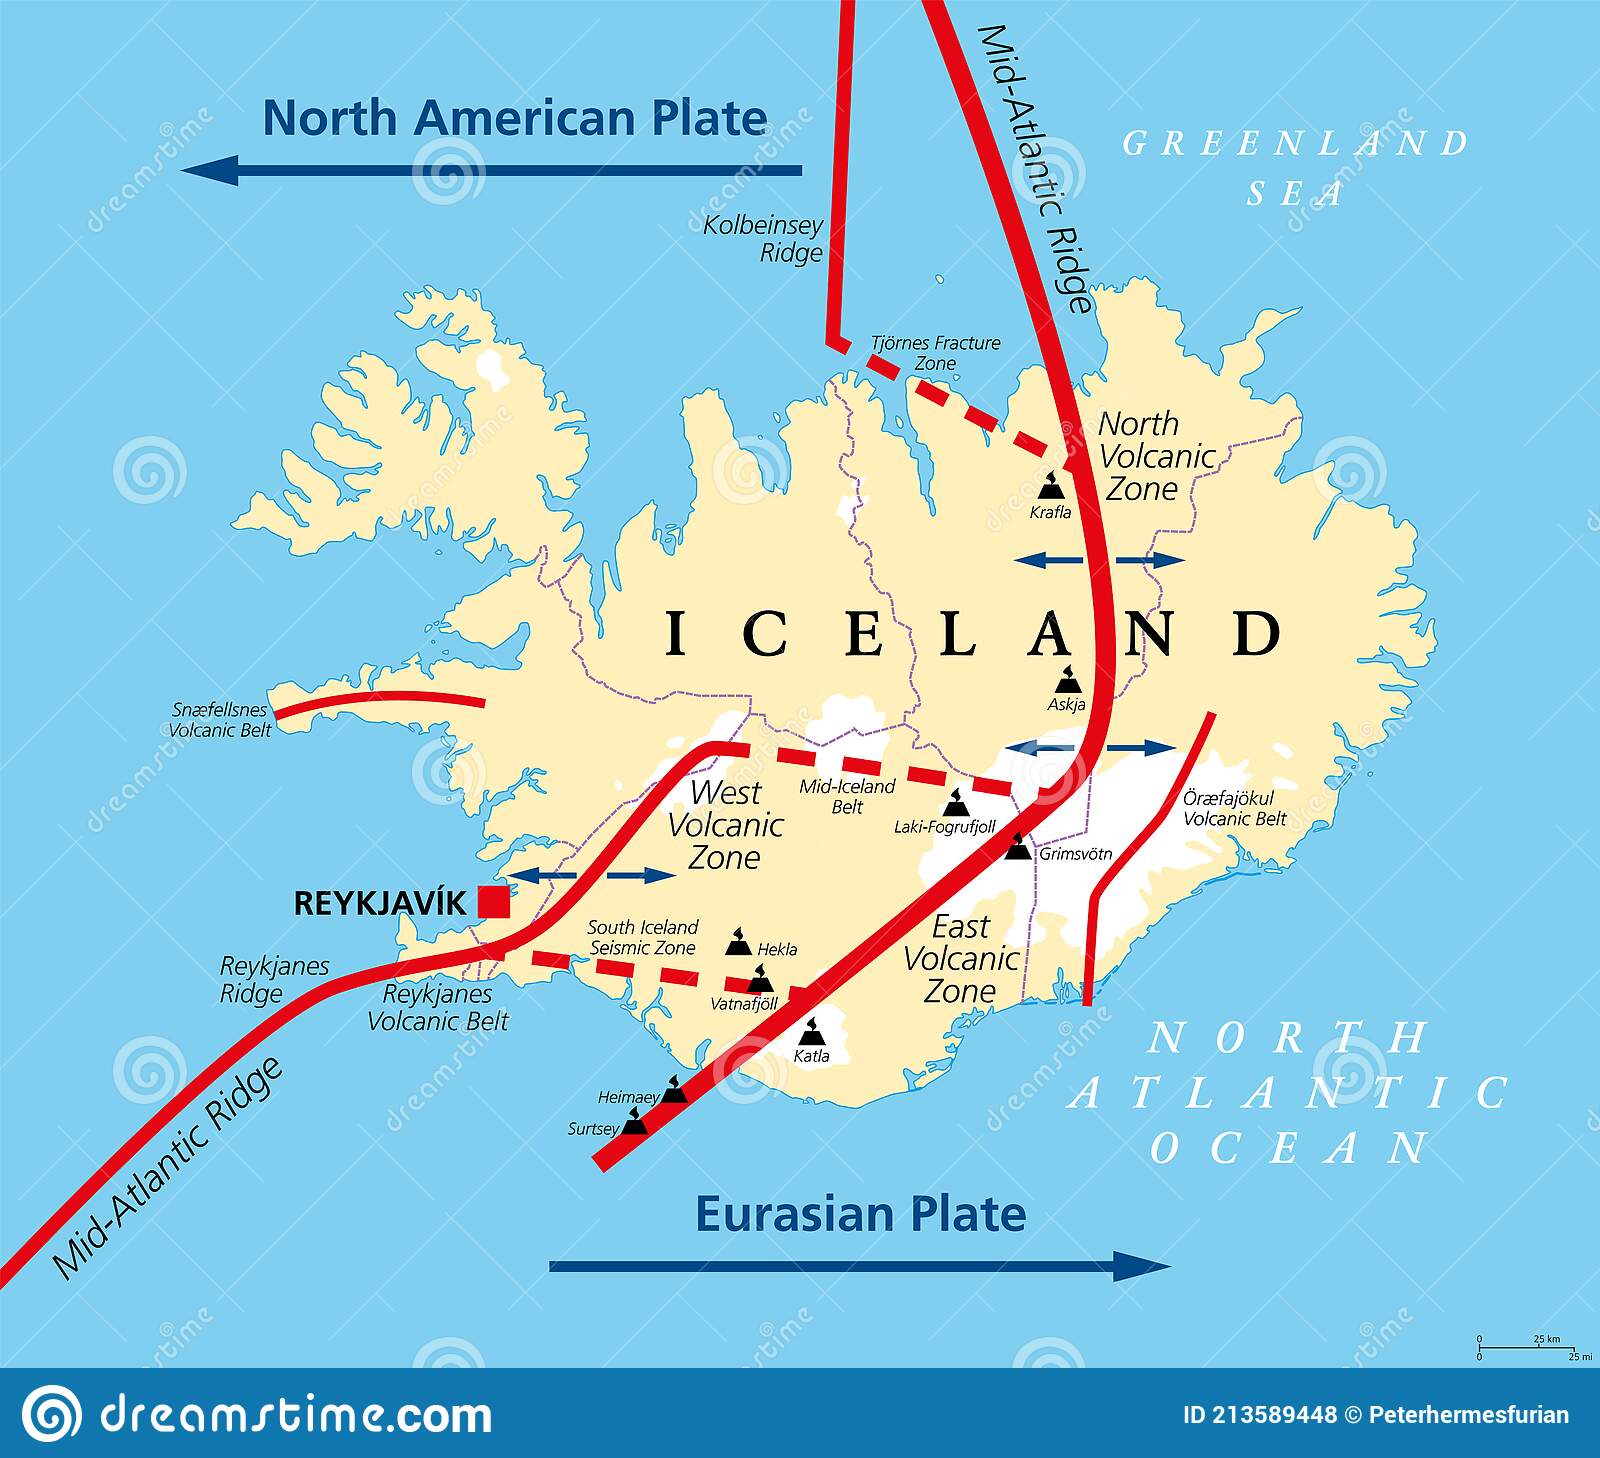 North American Plate
Mid-Atlantic Ridge
GREENLAND
SEA
Kolbeinsey
Ridge
Tjörnes Fracture
Zone
North
Volcanic
Zone
Krafla
ICELAND
Askja
Snæfellsnes
Volcanic Belt
West
Volcanic
Zone
Mid-Iceland
Belt
Laki-Fogrufjoll
Öræfajökul
Volcanic Belt
Grimsvötn
REYKJAVÍK
South Iceland
Seismic Zone
Hekla
Vatnafjöll
East
Volcanic
Zone
Reykjanes
Ridge
Reykjanes
Volcanic Belt
Katla
Heimaey
Surtsey
Mid-Atlantic Ridge
NORTH
ATLANTIC
OCEAN
Eurasian Plate
0 25 km
0 25 mi
dreamstime.com
ID 213589448 © Peterhermesfurian